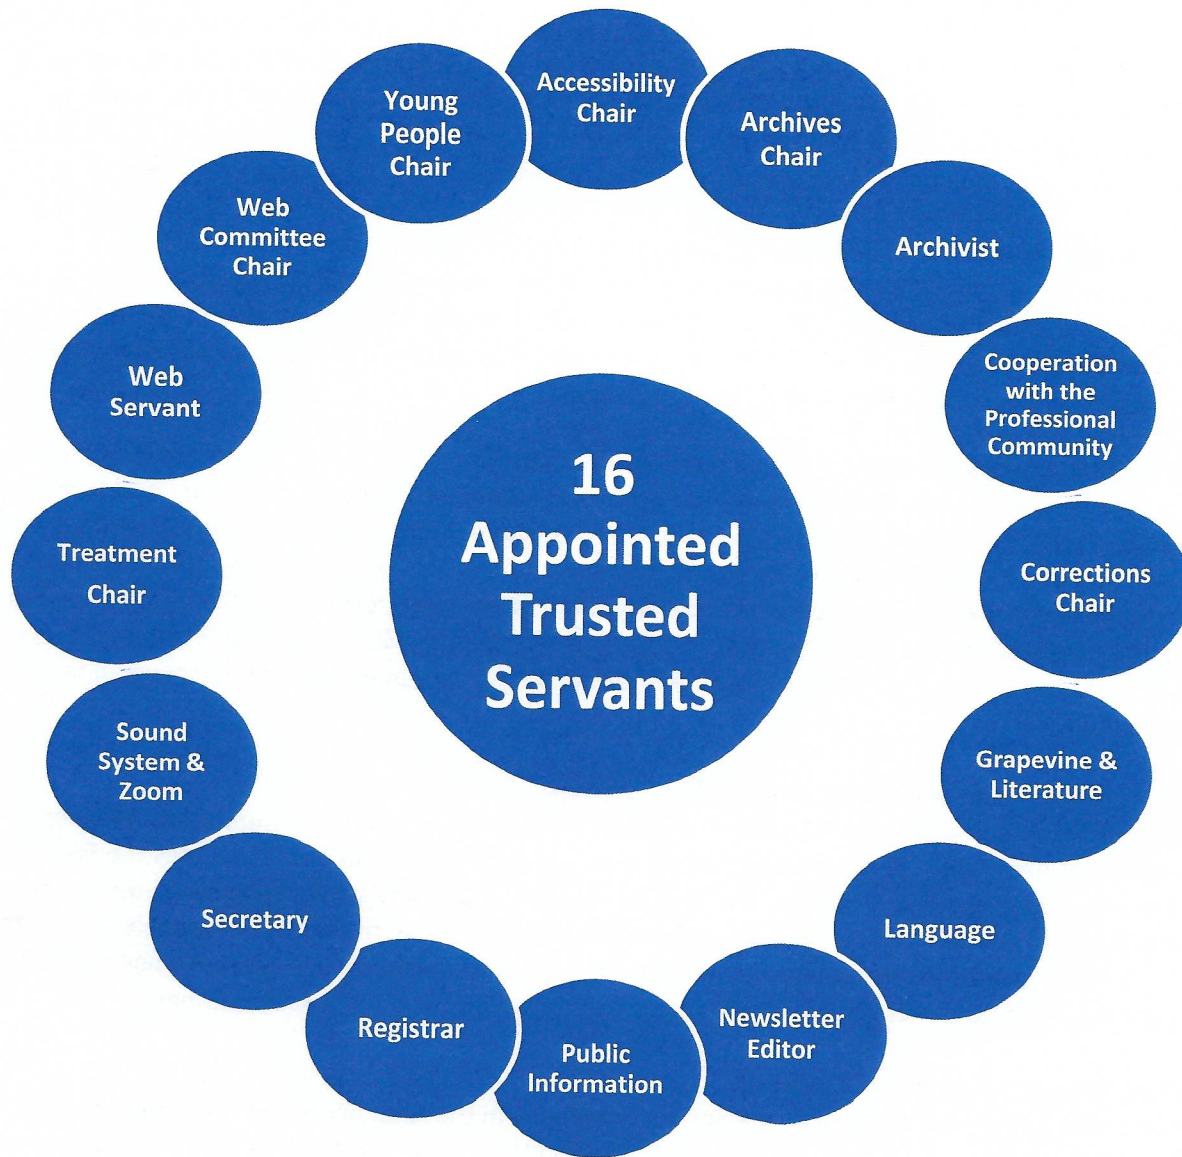 Accessibility
Chair
Archives
Chair
Archivist
Cooperation
with the
Professional
Community
Corrections
Chair
Grapevine &
Literature
Language
Newsletter
Editor
Public
Information
Registrar
Secretary
Sound
System &
Zoom
Treatment
Chair
Web
Servant
Web
Committee
Chair
Young
People
Chair
16
Appointed
Trusted
Servants